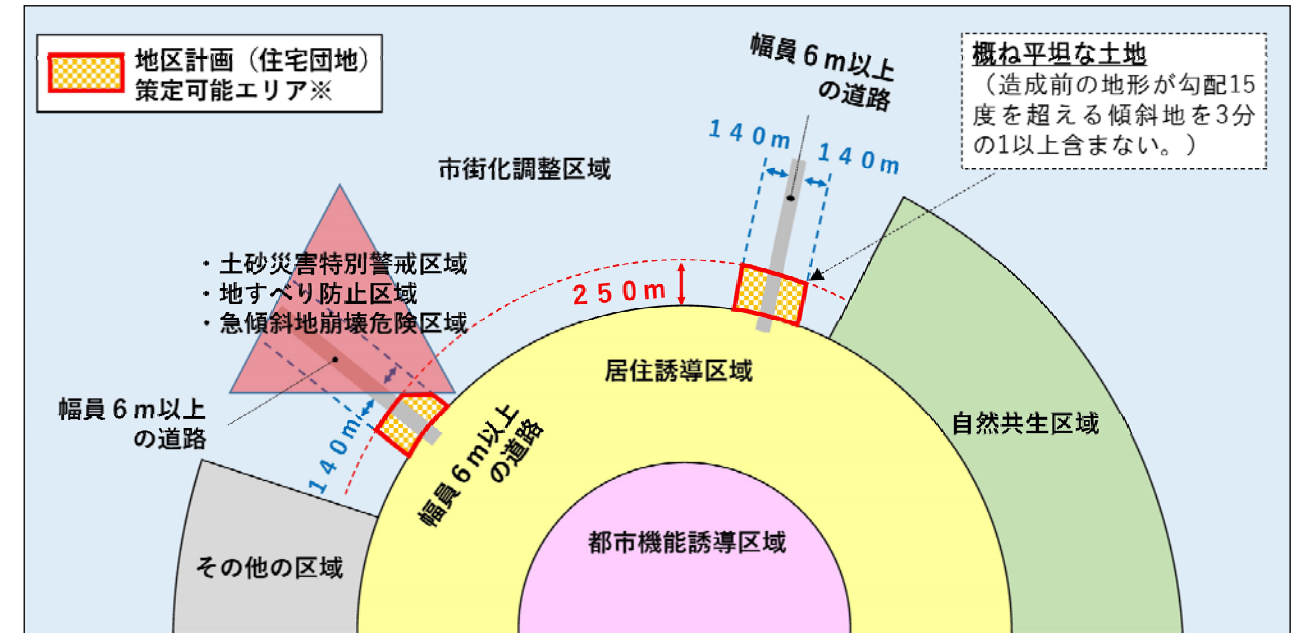 地区計画（住宅団地）
策定可能エリア※
幅員６ｍ以上
の道路
概ね平坦な土地
（造成前の地形が勾配15
度を超える傾斜地を3分
の1以上含まない。）
１４０ｍ
１４０ｍ
市街化調整区域
・土砂災害特別警戒区域
・地すべり防止区域
・急傾斜地崩壊危険区域
２５０ｍ
居住誘導区域
幅員６ｍ以上
の道路
１４０ｍ
幅員６ｍ以上
の道路
自然共生区域
都市機能誘導区域
その他の区域